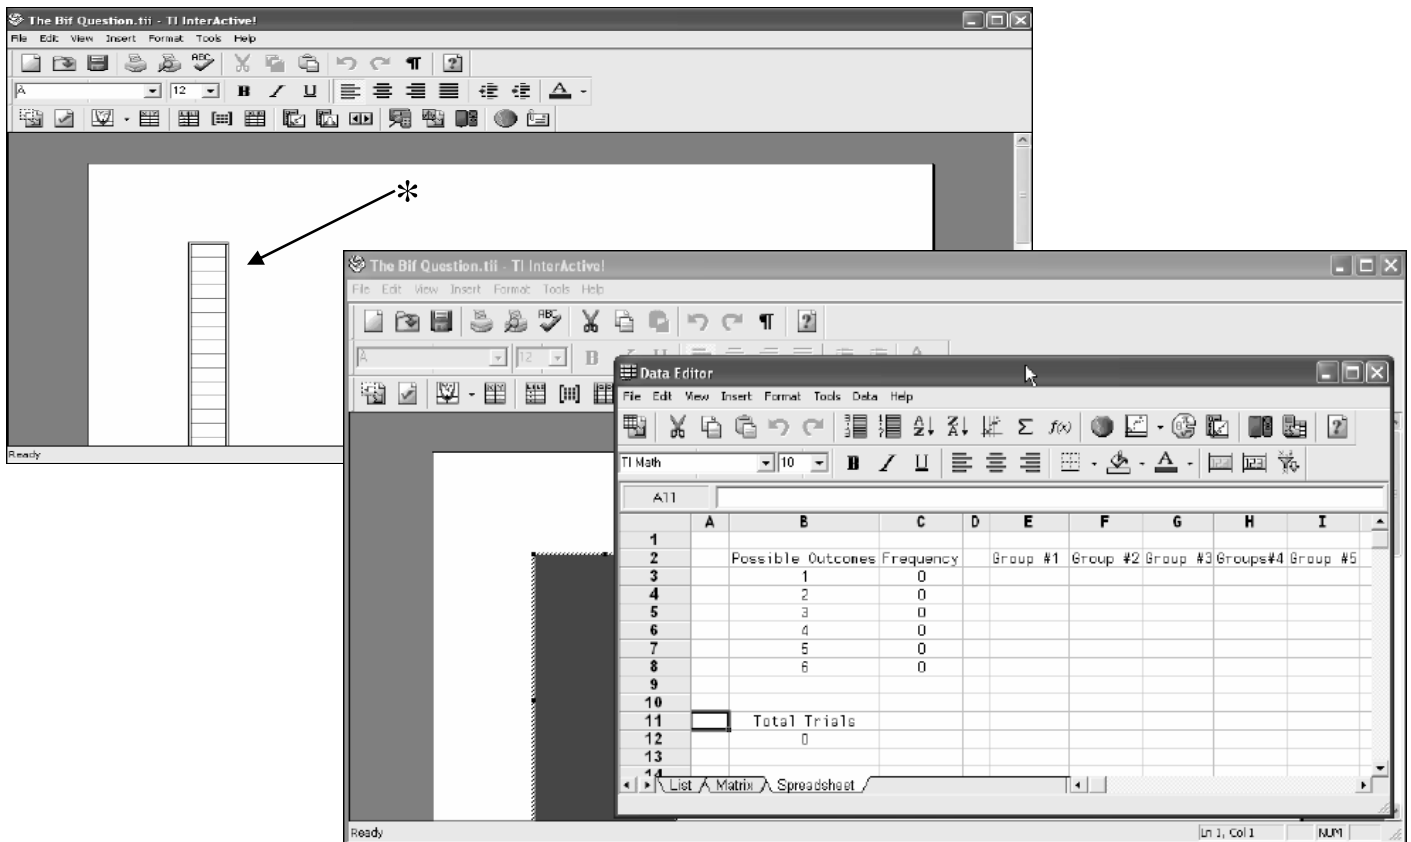 The Bif Question.tii - TI InterActive!
File Edit View Insert Format Tools Help
ABC
A 12 B I U A
*
Ready
The Bif Question.tii - TI InterActive!
File Edit View Insert Format Tools Help
ABC
A 12 B
Data Editor
File Edit View Insert Format Tools Data Help
Σ f(x)
TI Math 10 B I U A
A11
A B C D E F G H I
1
2 Possible Outcomes Frequency Group #1 Group #2 Group #3 Groups#4 Group #5
3 1 0
4 2 0
5 3 0
6 4 0
7 5 0
8 6 0
9
10
11 Total Trials
12 0
13
14
List Matrix Spreadsheet
Ready Ln 1, Col 1 NUM